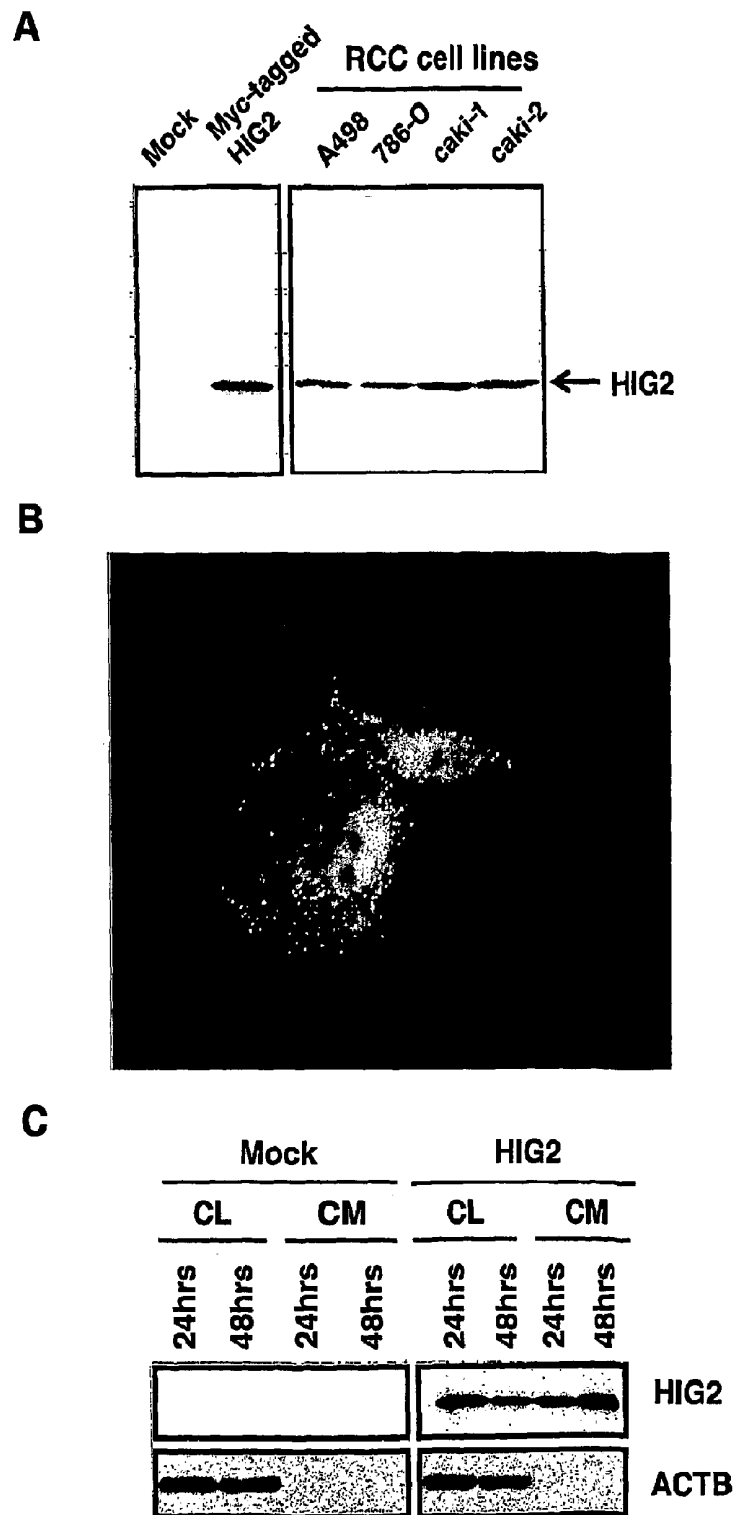 A
Mock
Myc-tagged
HIG2
RCC cell lines
A498
786-O
caki-1
caki-2
HIG2
B
C
Mock
HIG2
CL
CM
CL
CM
24hrs
48hrs
24hrs
48hrs
24hrs
48hrs
24hrs
48hrs
HIG2
ACTB